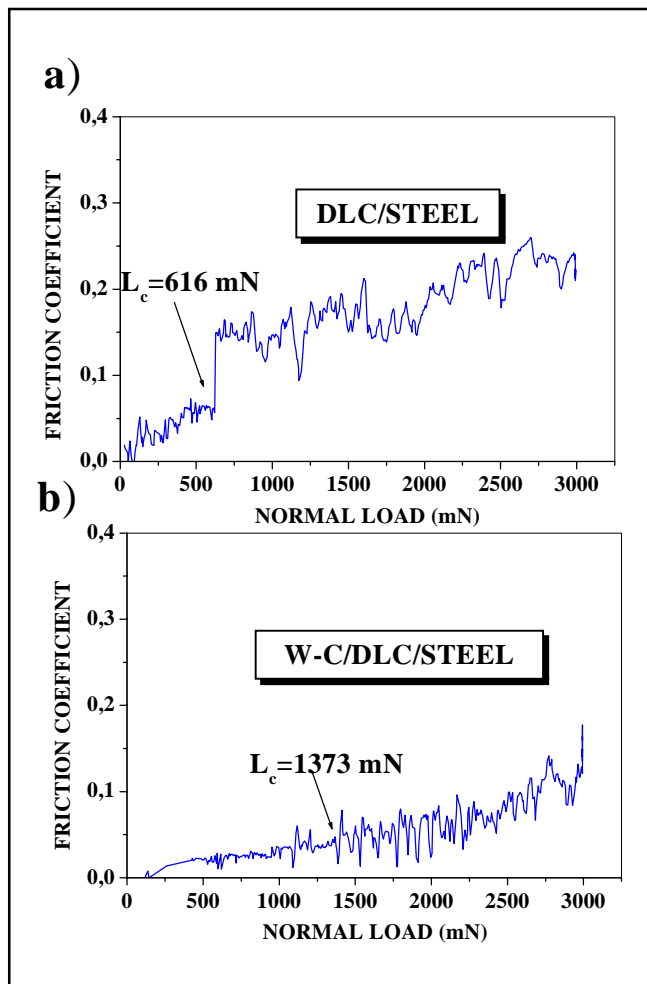 a)
0,4
0,3
0,2
0,1
0,0
FRICTION COEFFICIENT
DLC/STEEL
L_c=616 mN
0 500 1000 1500 2000 2500 3000
NORMAL LOAD (mN)
b)
0,4
0,3
0,2
0,1
0,0
FRICTION COEFFICIENT
W-C/DLC/STEEL
L_c=1373 mN
0 500 1000 1500 2000 2500 3000
NORMAL LOAD (mN)